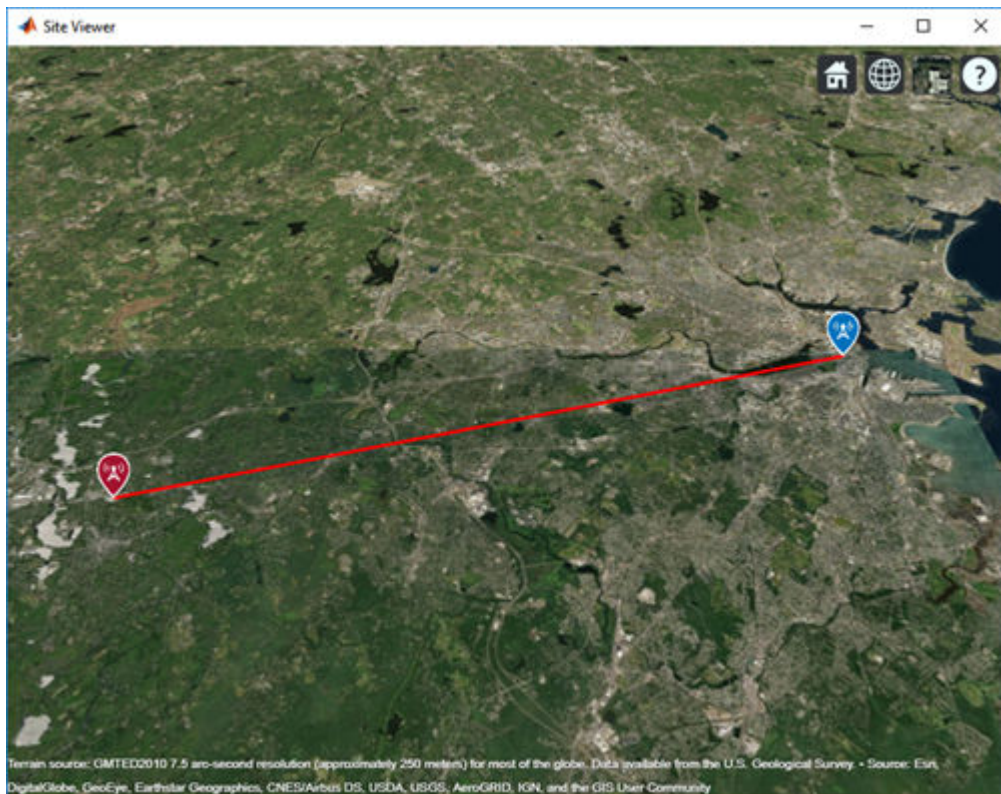 Site Viewer
?
Terrain source: GMTED2010 7.5 arc-second resolution (approximately 250 meters) for most of the globe. Data available from the U.S. Geological Survey. • Source: Esri,
DigitalGlobe, GeoEye, Earthstar Geographics, CNES/Airbus DS, USDA, USGS, AeroGRID, IGN, and the GIS User Community